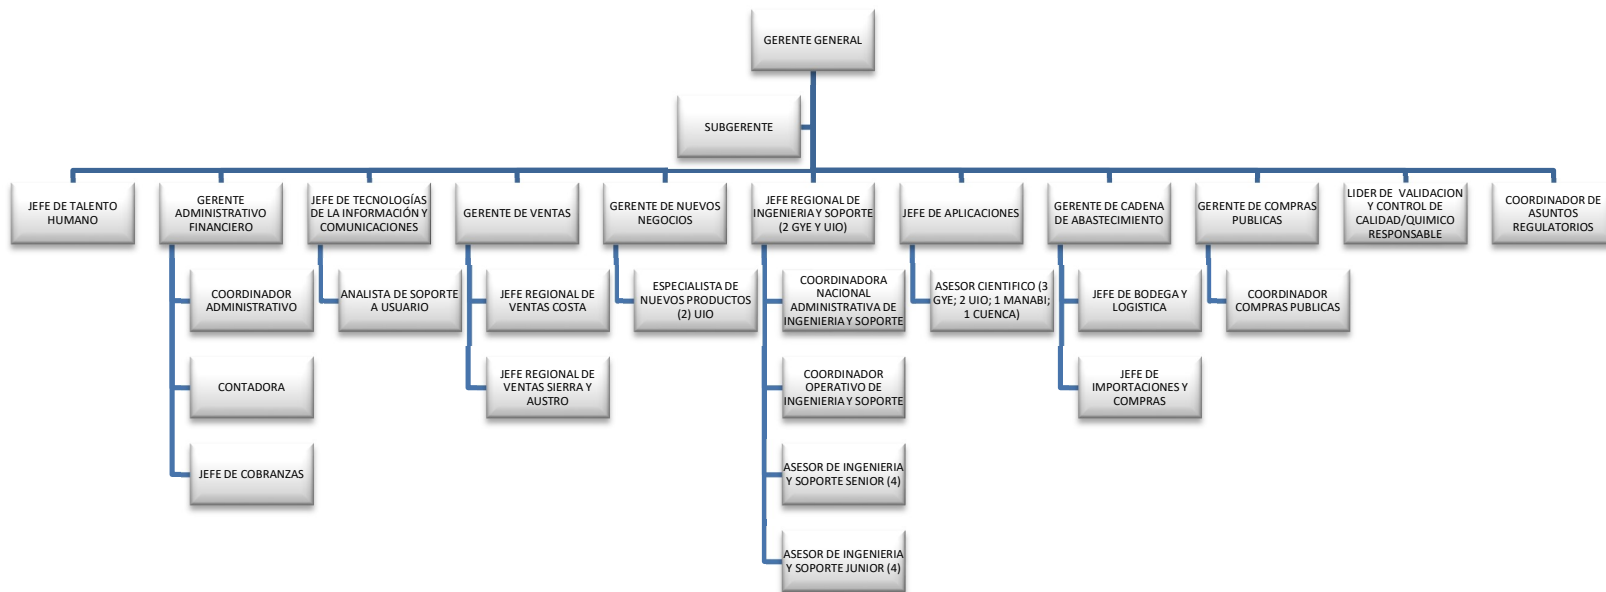 GERENTE GENERAL
SUBGERENTE
JEFE DE TALENTO
HUMANO
GERENTE
ADMINISTRATIVO
FINANCIERO
JEFE DE TECNOLOGÍAS
DE LA INFORMACIÓN Y
COMUNICACIONES
GERENTE DE VENTAS
GERENTE DE NUEVOS
NEGOCIOS
JEFE REGIONAL DE
INGENIERIA Y SOPORTE
(2 GYE Y UIO)
JEFE DE APLICACIONES
GERENTE DE CADENA
DE ABASTECIMIENTO
GERENTE DE COMPRAS
PUBLICAS
LIDER DE VALIDACION
Y CONTROL DE
CALIDAD/QUIMICO
RESPONSABLE
COORDINADOR DE
ASUNTOS
REGULATORIOS
COORDINADOR
ADMINISTRATIVO
ANALISTA DE SOPORTE
A USUARIO
JEFE REGIONAL DE
VENTAS COSTA
ESPECIALISTA DE
NUEVOS PRODUCTOS
(2) UIO
COORDINADORA
NACIONAL
ADMINISTRATIVA DE
INGENIERIA Y SOPORTE
ASESOR CIENTIFICO (3
GYE; 2 UIO; 1 MANABI;
1 CUENCA)
JEFE DE BODEGA Y
LOGISTICA
COORDINADOR
COMPRAS PUBLICAS
CONTADORA
JEFE REGIONAL DE
VENTAS SIERRA Y
AUSTRO
COORDINADOR
OPERATIVO DE
INGENIERIA Y SOPORTE
JEFE DE
IMPORTACIONES Y
COMPRAS
JEFE DE COBRANZAS
ASESOR DE INGENIERIA
Y SOPORTE SENIOR (4)
ASESOR DE INGENIERIA
Y SOPORTE JUNIOR (4)